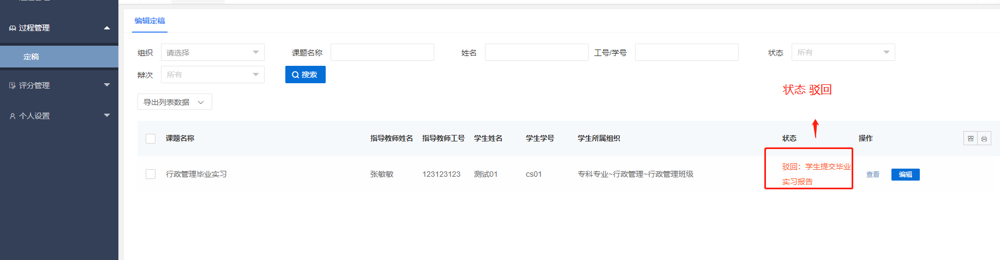 过程管理
定稿
评分管理
个人设置
编辑定稿
组织 请选择 课题名称 姓名 工号/学号 状态 所有
辩次 所有 搜索
状态 驳回
导出列表数据
课题名称 指导教师姓名 指导教师工号 学生姓名 学生学号 学生所属组织 状态 操作
行政管理毕业实习 张敏敏 123123123 测试01 cs01 专科专业~行政管理~行政管理班级 驳回：学生提交毕业 查看 编辑
实习报告